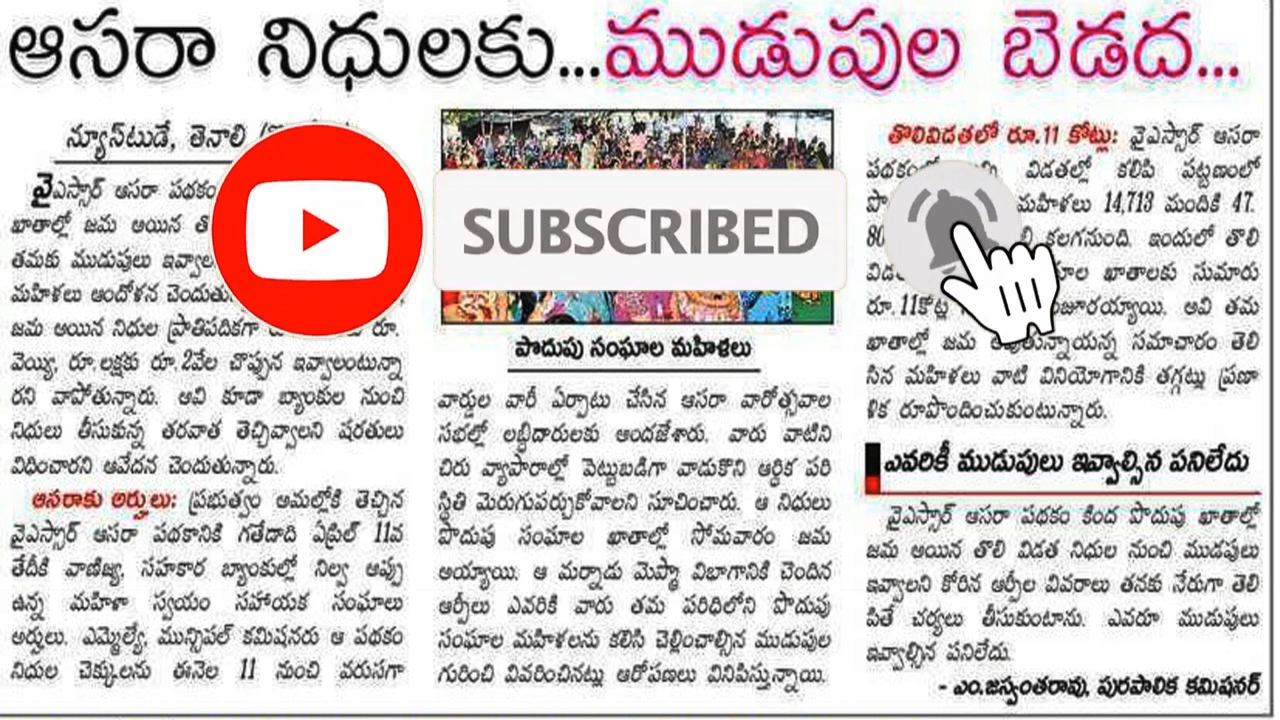 ఆసరా నిధులకు...ముడుపుల బెడద...
న్యూస్‌టుడే, తెనాలి
వైఎస్సార్ ఆసరా పథకం
ఖాతాల్లో జమ అయిన
తమకు ముడుపులు
మహిళలు ఆందోళన
జమ అయిన నిధుల ప్రాతిపదికగా రూ.
వెయ్యి, రూ.లక్షకు రూ.2వేల చొప్పున ఇవ్వాలంటున్నా
రని వాపోతున్నారు. అవి కూడా బ్యాంకుల నుంచి
నిధులు తీసుకున్న తరవాత తెచ్చివ్వాలని షరతులు
విధించారని ఆవేదన చెందుతున్నారు.
ఆసరాకు అర్హులు: ప్రభుత్వం అమల్లోకి తెచ్చిన
వైఎస్సార్ ఆసరా పథకానికి గతేడాది ఏప్రిల్ 11వ
తేదీకి వాణిజ్య, సహకార బ్యాంకుల్లో నిల్వ అప్పు
ఉన్న మహిళా స్వయం సహాయక సంఘాలు
అర్హులు. ఎమ్మెల్యే, మున్సిపల్ కమిషనరు ఆ పథకం
నిధుల చెక్కులను ఈనెల 11 నుంచి వరుసగా
SUBSCRIBED
పొదుపు సంఘాల మహిళలు
వార్డుల వారీ ఏర్పాటు చేసిన ఆసరా వారోత్సవాల
సభల్లో లబ్ధిదారులకు అందజేశారు. వారు వాటిని
చిరు వ్యాపారాల్లో పెట్టుబడిగా వాడుకొని ఆర్థిక పరి
స్థితి మెరుగుపర్చుకోవాలని సూచించారు. ఆ నిధులు
పొదుపు సంఘాల ఖాతాల్లో సోమవారం జమ
అయ్యాయి. ఆ మర్నాడు మెప్మా విభాగానికి చెందిన
ఆర్పీలు ఎవరికి వారు తమ పరిధిలోని పొదుపు
సంఘాల మహిళలను కలిసి చెల్లించాల్సిన ముడుపుల
గురించి వివరించినట్లు ఆరోపణలు వినిపిస్తున్నాయి.
తొలివిడతలో రూ.11 కోట్లు: వైఎస్సార్ ఆసరా
విడతల్లో కలిపి పట్టణంలో
మహిళలు 14,713 మందికి 47.
80 కలగనుంది. ఇందులో తొలి
ఖాతాలకు సుమారు
రూ.11కోట్ల అవి తమ
ఖాతాల్లో జమ అవుతున్నాయన్న సమాచారం తెలి
సిన మహిళలు వాటి వినియోగానికి తగ్గట్లు ప్రణా
ళిక రూపొందించుకుంటున్నారు.
ఎవరికీ ముడుపులు ఇవ్వాల్సిన పనిలేదు
వైఎస్సార్ ఆసరా పథకం కింద పొదుపు ఖాతాల్లో
జమ అయిన తొలి విడత నిధుల నుంచి ముడపులు
ఇవ్వాలని కోరిన ఆర్పీల వివరాలు తనకు నేరుగా తెలి
పితే చర్యలు తీసుకుంటాను. ఎవరూ ముడుపులు
ఇవ్వాల్సిన పనిలేదు.
- ఎం.జస్వంతరావు, పురపాలిక కమిషనర్